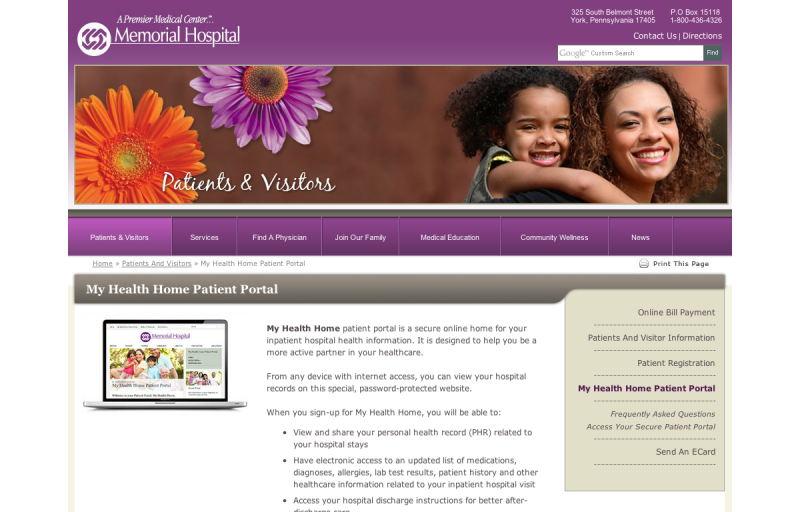 A Premier Medical Center.
Memorial Hospital
325 South Belmont Street
York, Pennsylvania 17405
P.O Box 15118
1-800-436-4326
Contact Us | Directions
Google™ Custom Search
Find
Patients & Visitors
Patients & Visitors
Services
Find A Physician
Join Our Family
Medical Education
Community Wellness
News
Home » Patients And Visitors » My Health Home Patient Portal
Print This Page
My Health Home Patient Portal
Memorial Hospital
My Health Home Patient Portal
My Health Home patient portal is a secure online home for your
inpatient hospital health information. It is designed to help you be a
more active partner in your healthcare.
From any device with internet access, you can view your hospital
records on this special, password-protected website.
When you sign-up for My Health Home, you will be able to:
• View and share your personal health record (PHR) related to
your hospital stays
• Have electronic access to an updated list of medications,
diagnoses, allergies, lab test results, patient history and other
healthcare information related to your inpatient hospital visit
• Access your hospital discharge instructions for better after-
discharge care
Online Bill Payment
Patients And Visitor Information
Patient Registration
My Health Home Patient Portal
Frequently Asked Questions
Access Your Secure Patient Portal
Send An ECard